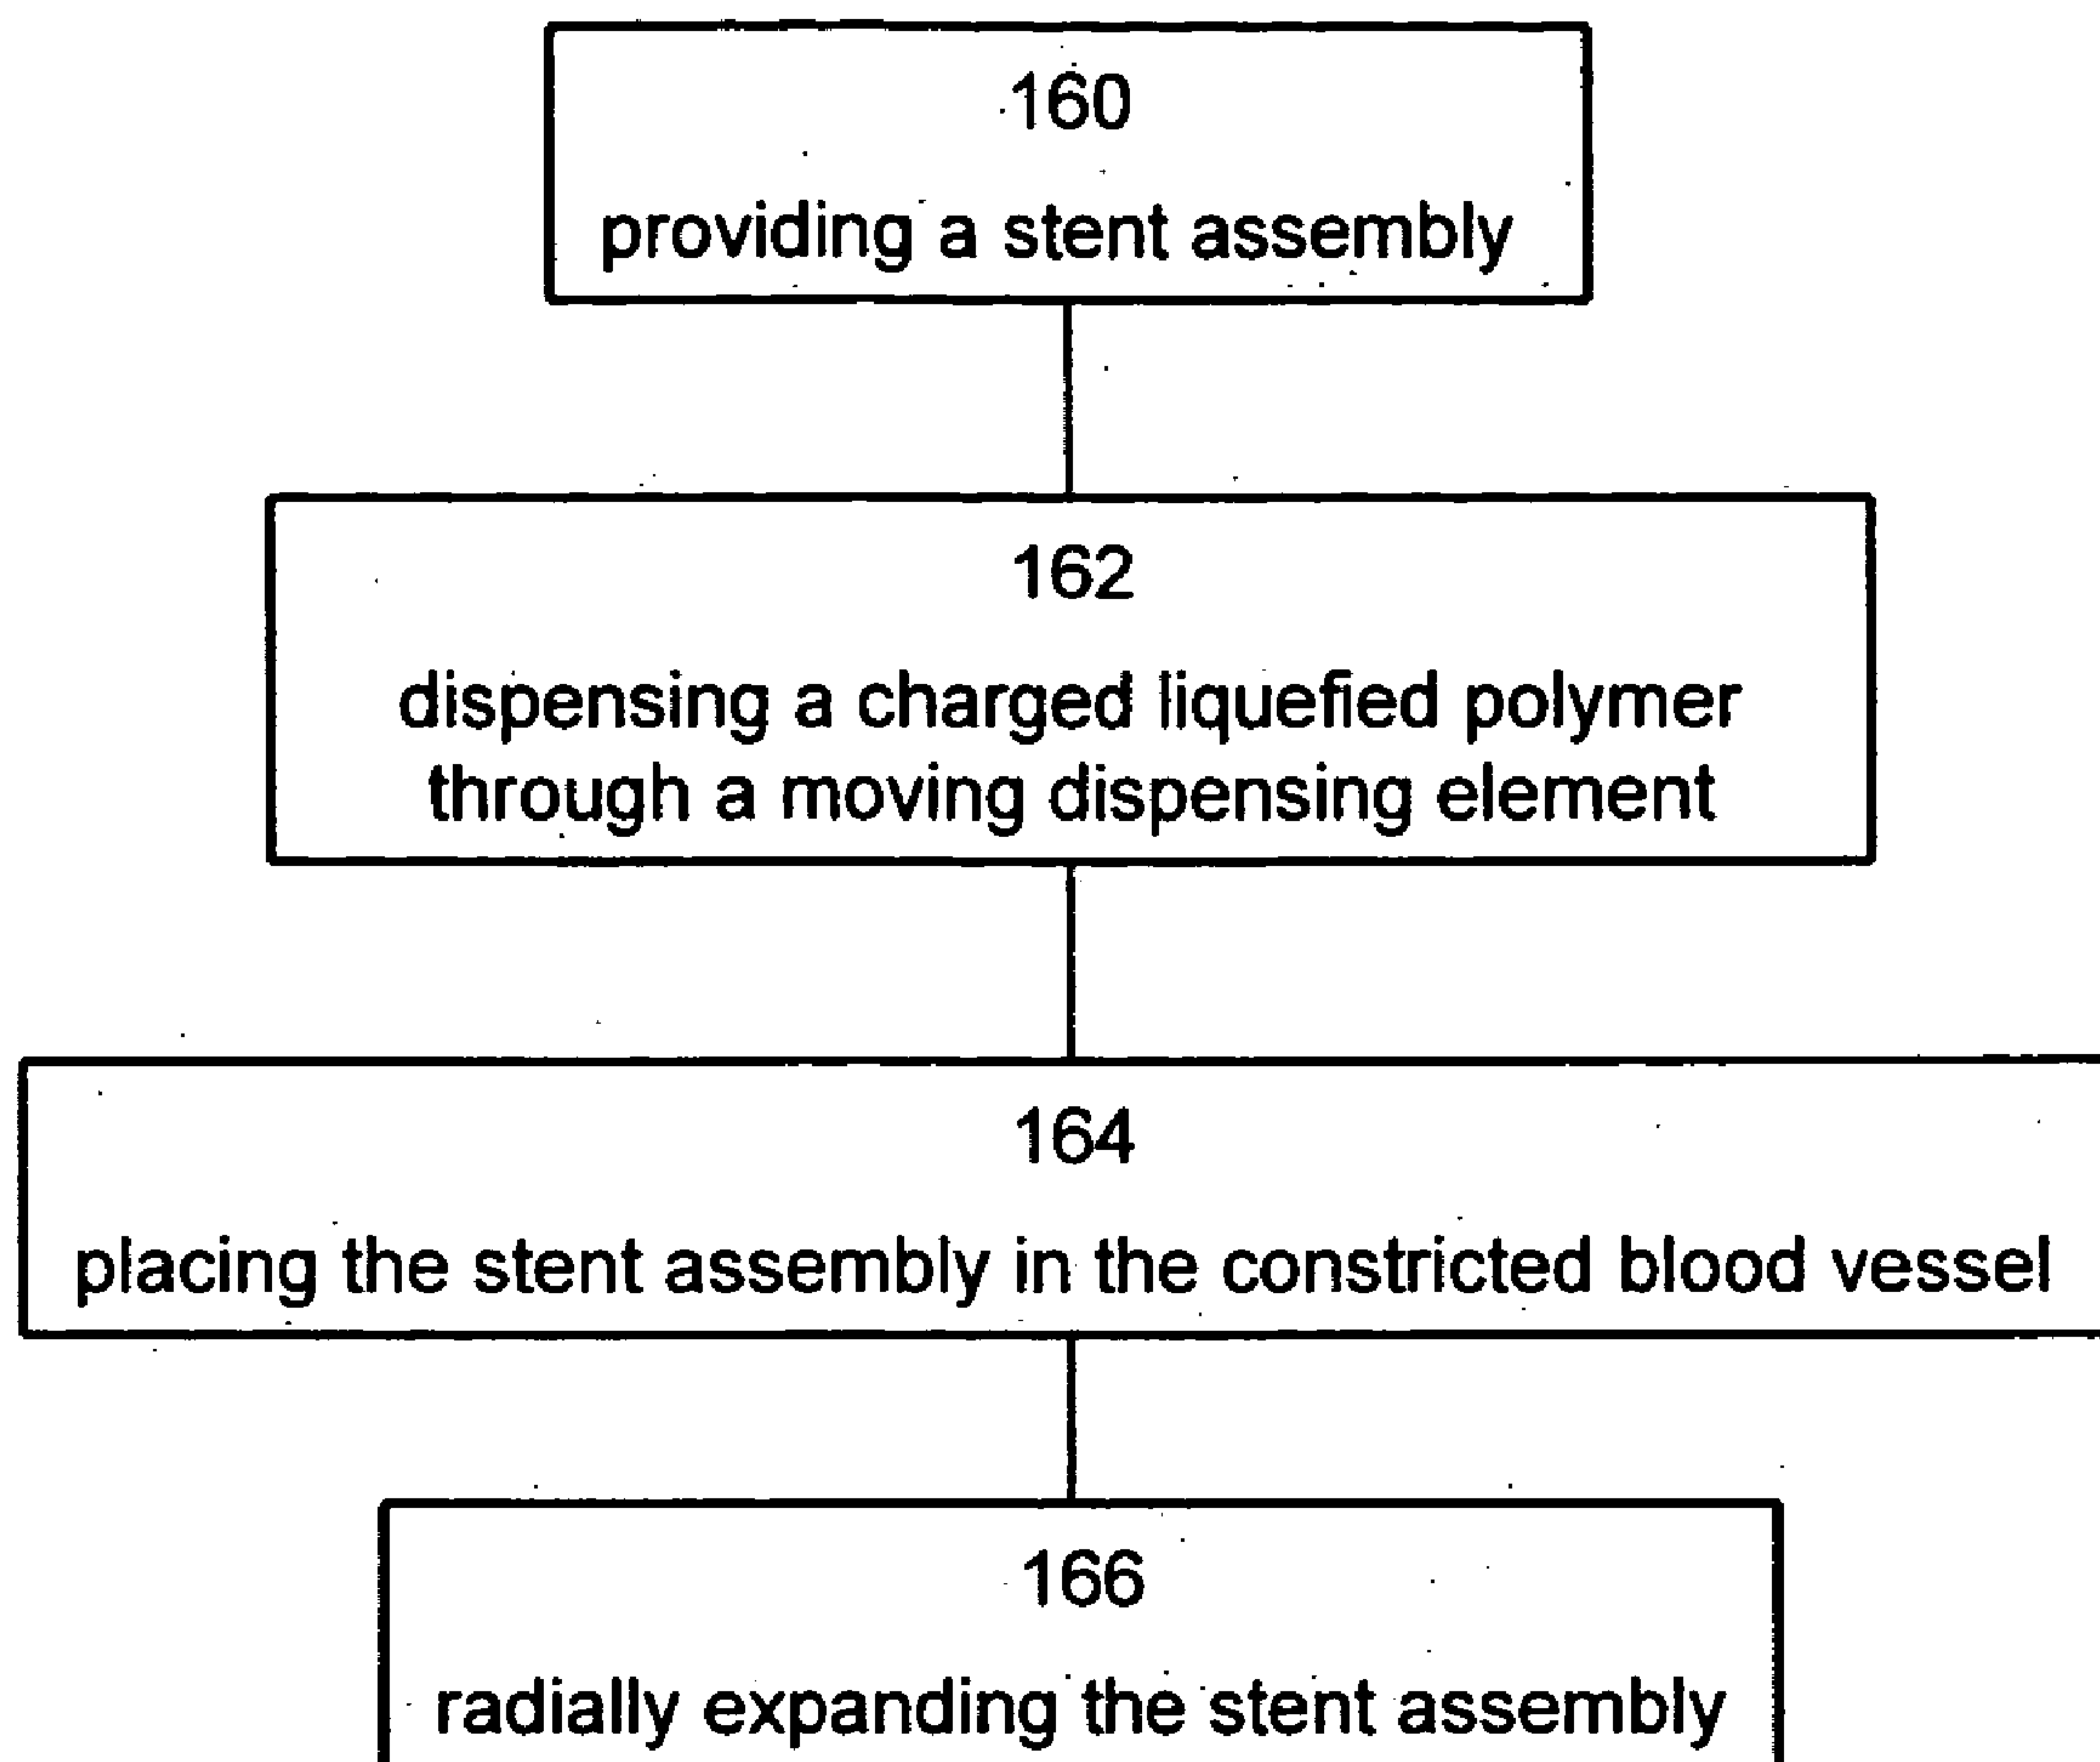 160
providing a stent assembly
162
dispensing a charged liquefied polymer
through a moving dispensing element
164
placing the stent assembly in the constricted blood vessel
166
radially expanding the stent assembly